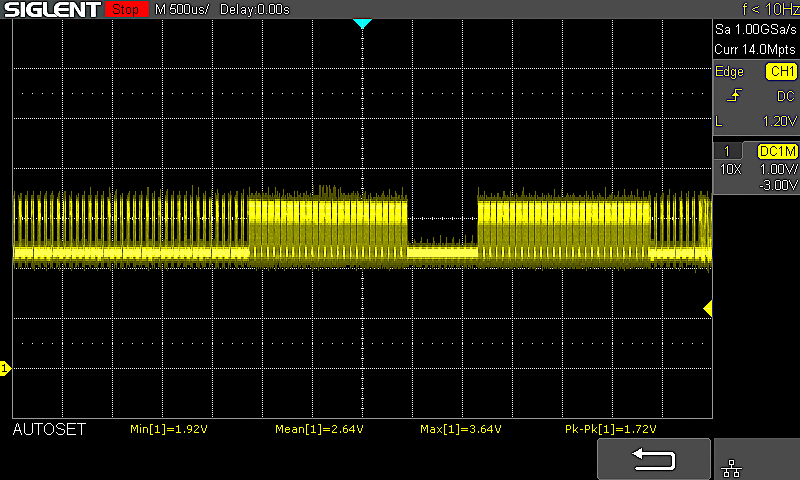 SIGLENT Stop M 500us/ Delay:0.00s f < 10Hz
Sa 1.00GSa/s
Curr 14.0Mpts
Edge CH1
DC
L 1.20V
1 DC1M
10X 1.00V/
-3.00V
1
AUTOSET Min[1]=1.92V Mean[1]=2.64V Max[1]=3.64V Pk-Pk[1]=1.72V